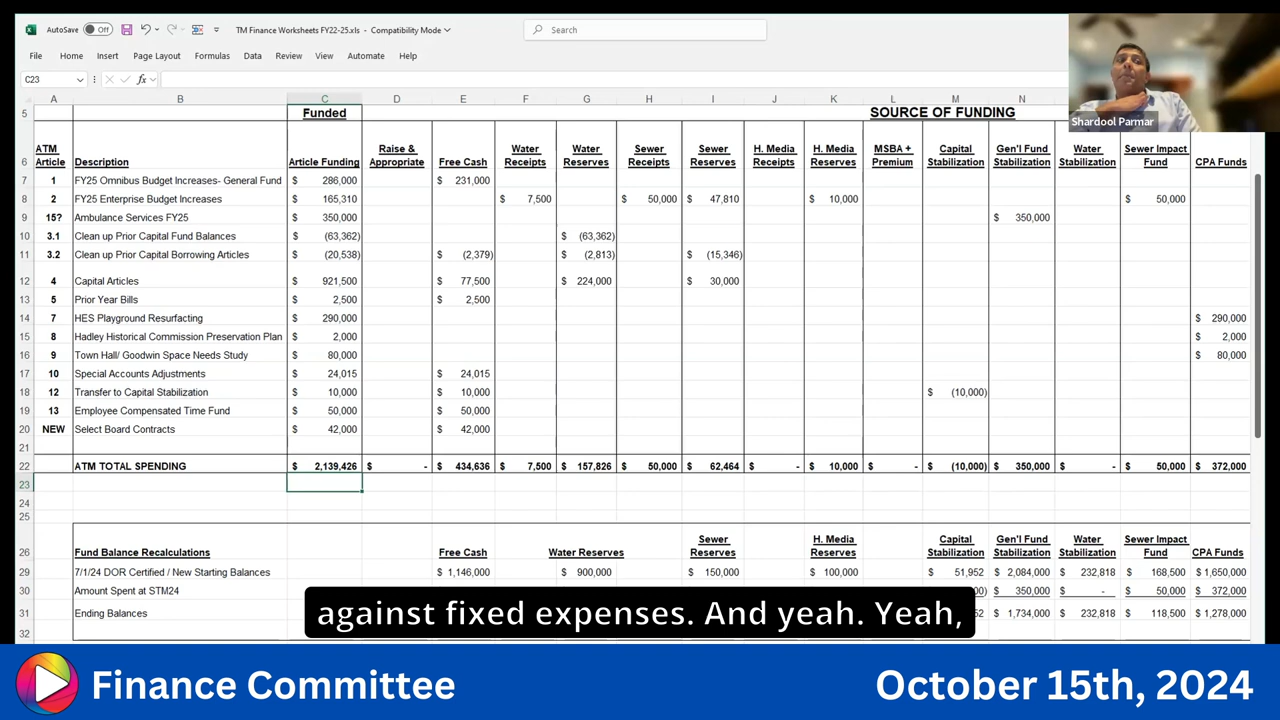 AutoSave Off TM Finance Worksheets FY22-25.xls - Compatibility Mode Search
File Home Insert Page Layout Formulas Data Review View Automate Help
C23 fx
Shardool Parmar
A B C D E F G H I J K L M N O P Q
5 Funded SOURCE OF FUNDING
6 ATM Article Description Article Funding Raise & Appropriate Free Cash Water Receipts Water Reserves Sewer Receipts Sewer Reserves H. Media Receipts H. Media Reserves MSBA + Premium Capital Stabilization Gen'l Fund Stabilization Water Stabilization Sewer Impact Fund CPA Funds
7 1 FY25 Omnibus Budget Increases- General Fund $ 286,000 $ 231,000
8 2 FY25 Enterprise Budget Increases $ 165,310 $ 7,500 $ 50,000 $ 47,810 $ 10,000 $ 50,000
9 15? Ambulance Services FY25 $ 350,000 $ 350,000
10 3.1 Clean up Prior Capital Fund Balances $ (63,362) $ (63,362)
11 3.2 Clean up Prior Capital Borrowing Articles $ (20,538) $ (2,379) $ (2,813) $ (15,346)
12 4 Capital Articles $ 921,500 $ 77,500 $ 224,000 $ 30,000
13 5 Prior Year Bills $ 2,500 $ 2,500
14 7 HES Playground Resurfacting $ 290,000 $ 290,000
15 8 Hadley Historical Commission Preservation Plan $ 2,000 $ 2,000
16 9 Town Hall/ Goodwin Space Needs Study $ 80,000 $ 80,000
17 10 Special Accounts Adjustments $ 24,015 $ 24,015
18 12 Transfer to Capital Stabilization $ 10,000 $ 10,000 $ (10,000)
19 13 Employee Compensated Time Fund $ 50,000 $ 50,000
20 NEW Select Board Contracts $ 42,000 $ 42,000
21
22 ATM TOTAL SPENDING $ 2,139,426 $ - $ 434,636 $ 7,500 $ 157,826 $ 50,000 $ 62,464 $ - $ 10,000 $ - $ (10,000) $ 350,000 $ - $ 50,000 $ 372,000
23
24
25
26 Fund Balance Recalculations Free Cash Water Reserves Sewer Reserves H. Media Reserves Capital Stabilization Gen'l Fund Stabilization Water Stabilization Sewer Impact Fund CPA Funds
29 7/1/24 DOR Certified / New Starting Balances $ 1,146,000 $ 900,000 $ 150,000 $ 100,000 $ 51,952 $ 2,084,000 $ 232,818 $ 168,500 $ 1,650,000
30 Amount Spent at STM24 $ 350,000 $ - $ 50,000 $ 372,000
31 Ending Balances $ 1,734,000 $ 232,818 $ 118,500 $ 1,278,000
32
against fixed expenses. And yeah. Yeah,
Finance Committee October 15th, 2024